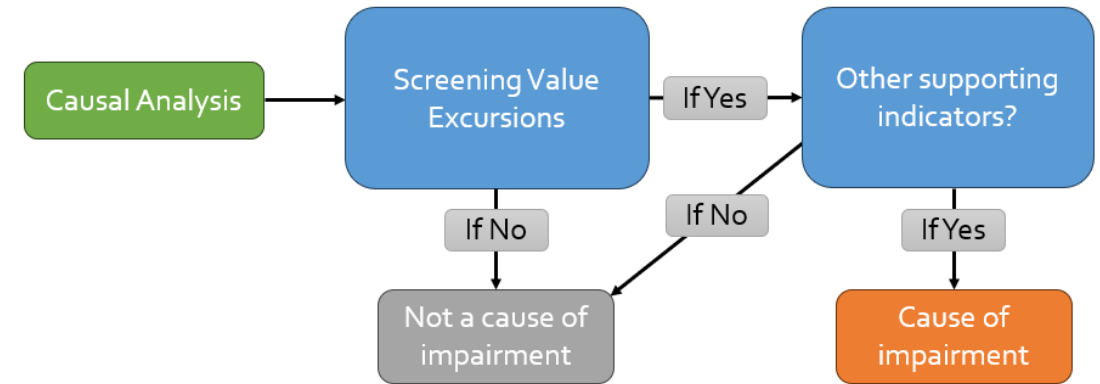 Causal Analysis
Screening Value
Excursions
If Yes
Other supporting
indicators?
If No
If No
If Yes
Not a cause of
impairment
Cause of
impairment